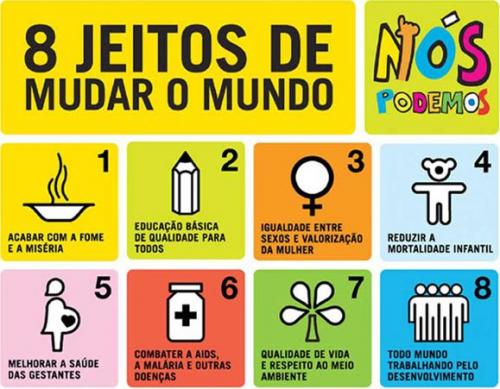 8 JEITOS DE
MUDAR O MUNDO
NÓS
PODEMOS
1
ACABAR COM A FOME
E A MISÉRIA
2
EDUCAÇÃO BÁSICA
DE QUALIDADE PARA
TODOS
3
IGUALDADE ENTRE
SEXOS E VALORIZAÇÃO
DA MULHER
4
REDUZIR A
MORTALIDADE INFANTIL
5
MELHORAR A SAÚDE
DAS GESTANTES
6
COMBATER A AIDS,
A MALÁRIA E OUTRAS
DOENÇAS
7
QUALIDADE DE VIDA
E RESPEITO AO MEIO
AMBIENTE
8
TODO MUNDO
TRABALHANDO PELO
DESENVOLVIMENTO